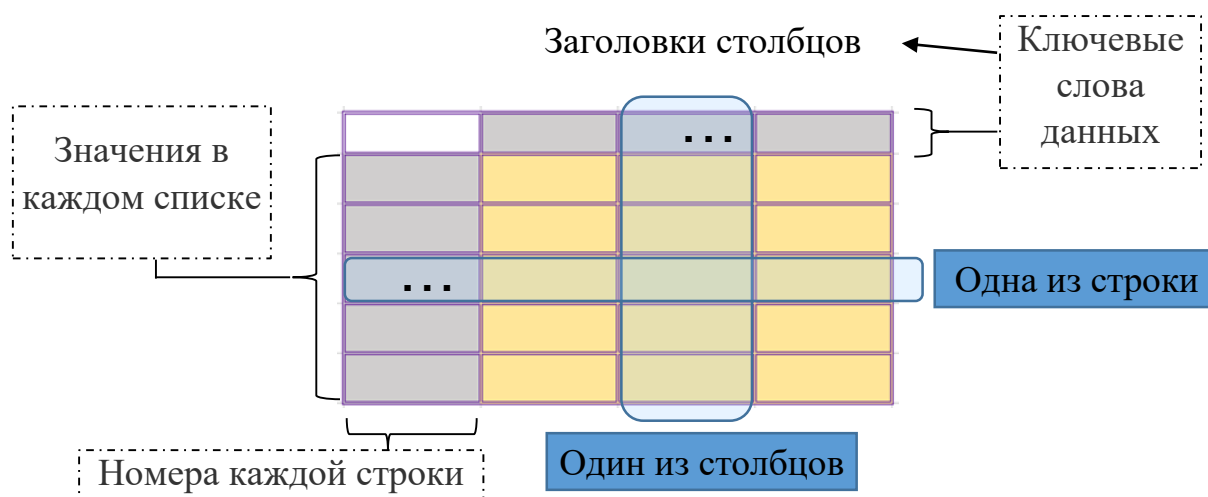 Заголовки столбцов
Ключевые
слова
данных
Значения в
каждом списке
...
...
Одна из строки
Один из столбцов
Номера каждой строки